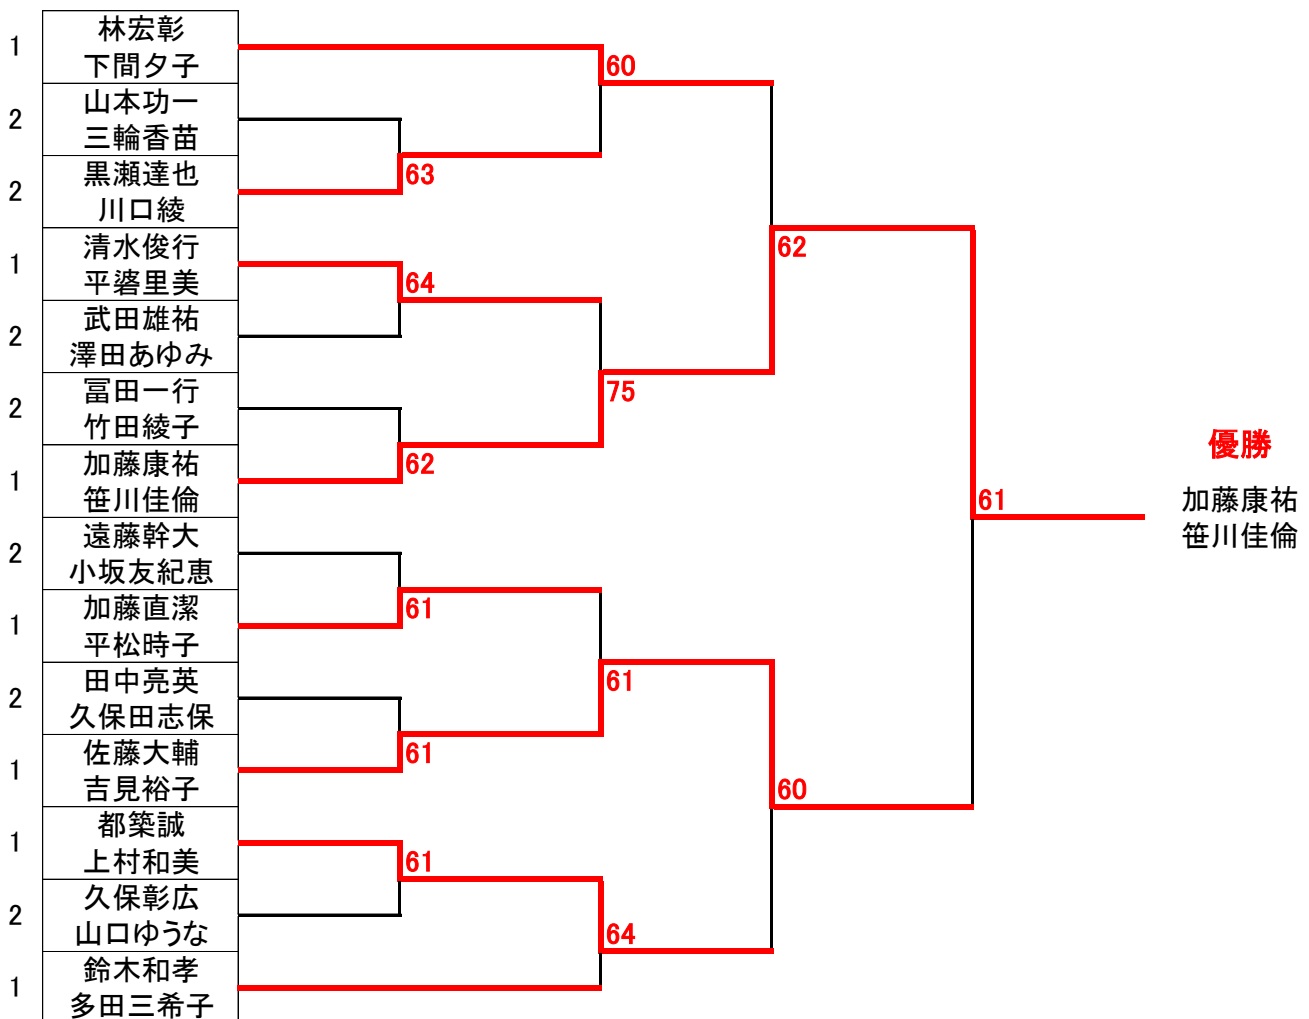 1
林宏彰
下間夕子
2
山本功一
三輪香苗
2
黒瀬達也
川口綾
1
清水俊行
平婆里美
2
武田雄祐
澤田あゆみ
2
冨田一行
竹田綾子
1
加藤康祐
笹川佳倫
2
遠藤幹大
小坂友紀恵
1
加藤直潔
平松時子
2
田中亮英
久保田志保
1
佐藤大輔
吉見裕子
1
都築誠
上村和美
2
久保彰広
山口ゆうな
1
鈴木和孝
多田三希子
63
64
62
61
61
61
60
75
61
64
62
60
61
優勝
加藤康祐
笹川佳倫